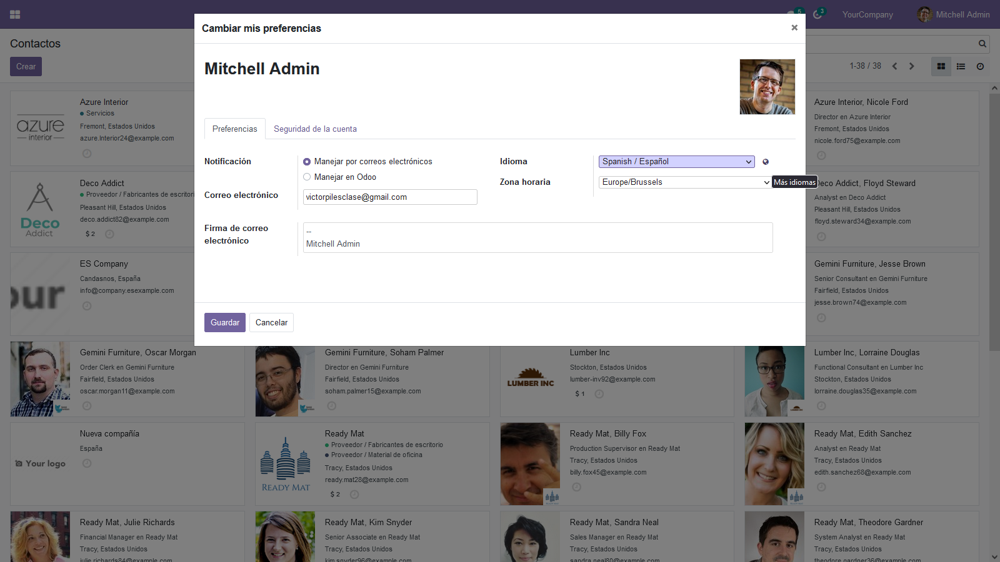 5
3
YourCompany
Mitchell Admin
Cambiar mis preferencias
×
Contactos
Crear
1-38 / 38
Mitchell Admin
Preferencias
Seguridad de la cuenta
Notificación
Manejar por correos electrónicos
Manejar en Odoo
Correo electrónico
victorpilesclase@gmail.com
Idioma
Spanish / Español
Zona horaria
Europe/Brussels
Más idiomas
Firma de correo
electrónico
--
Mitchell Admin
Guardar
Cancelar
azure
interior
Azure Interior
Servicios
Fremont, Estados Unidos
azure.Interior24@example.com
Azure Interior, Nicole Ford
Director en Azure Interior
Fremont, Estados Unidos
nicole.ford75@example.com
Deco
Addict
Deco Addict
Proveedor / Fabricantes de escritori
Pleasant Hill, Estados Unidos
deco.addict82@example.com
$ 2
Deco Addict, Floyd Steward
Analyst en Deco Addict
Pleasant Hill, Estados Unidos
floyd.steward34@example.com
our
ES Company
Candasnos, España
info@company.esexample.com
Gemini Furniture, Jesse Brown
Senior Consultant en Gemini Furniture
Fairfield, Estados Unidos
jesse.brown74@example.com
Gemini Furniture, Oscar Morgan
Order Clerk en Gemini Furniture
Fairfield, Estados Unidos
oscar.morgan11@example.com
Gemini Furniture, Soham Palmer
Director en Gemini Furniture
Fairfield, Estados Unidos
soham.palmer15@example.com
LUMBER INC
Lumber Inc
Stockton, Estados Unidos
lumber-inv92@example.com
$ 1
Lumber Inc, Lorraine Douglas
Functional Consultant en Lumber Inc
Stockton, Estados Unidos
lorraine.douglas35@example.com
Your logo
Nueva compañía
España
READY MAT
Ready Mat
Proveedor / Fabricantes de escritorio
Proveedor / Material de oficina
Tracy, Estados Unidos
ready.mat28@example.com
$ 2
Ready Mat, Billy Fox
Production Supervisor en Ready Mat
Tracy, Estados Unidos
billy.fox45@example.com
Ready Mat, Edith Sanchez
Analyst en Ready Mat
Tracy, Estados Unidos
edith.sanchez68@example.com
Ready Mat, Julie Richards
Financial Manager en Ready Mat
Tracy, Estados Unidos
julie.richards84@example.com
Ready Mat, Kim Snyder
Senior Associate en Ready Mat
Tracy, Estados Unidos
kim.snyder96@example.com
Ready Mat, Sandra Neal
Sales Manager en Ready Mat
Tracy, Estados Unidos
sandra.neal80@example.com
Ready Mat, Theodore Gardner
System Analyst en Ready Mat
Tracy, Estados Unidos
theodore.gardner36@example.com